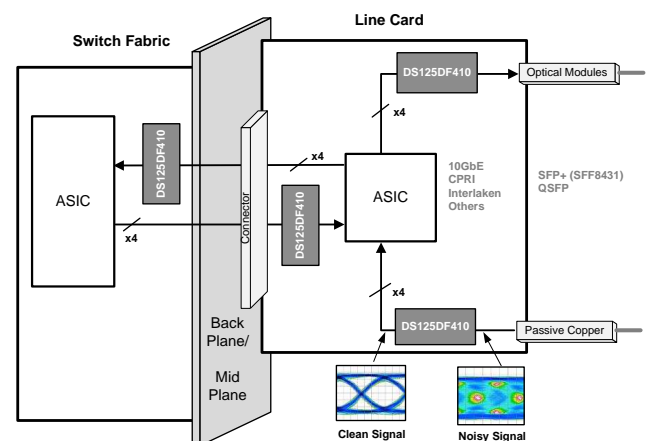 Line Card
Switch Fabric
DS125DF410
Optical Modules
x4
DS125DF410
x4
10GbE
CPRI
Interlaken
Others
SFP+ (SFF8431)
QSFP
ASIC
ASIC
Connector
DS125DF410
x4
x4
DS125DF410
Passive Copper
Back
Plane/
Mid
Plane
Clean Signal
Noisy Signal